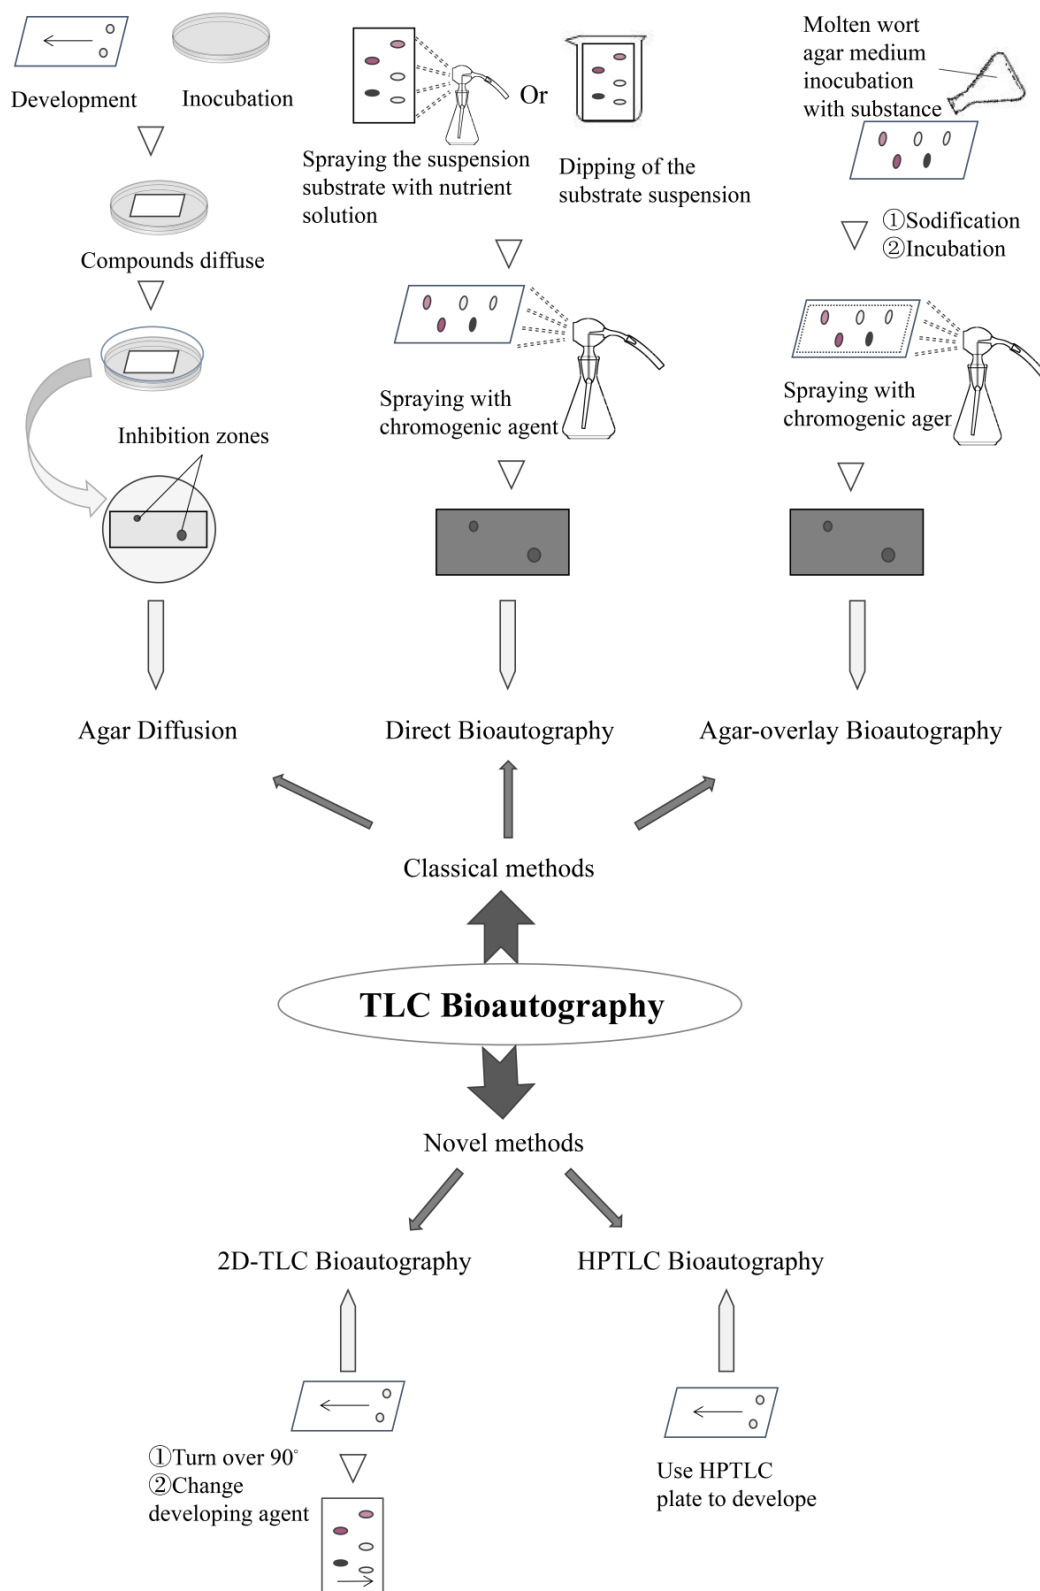 Development
Inocubation
Compounds diffuse
Inhibition zones
Agar Diffusion
Spraying the suspension
substrate with nutrient
solution
Or
Dipping of the
substrate suspension
Spraying with
chromogenic agent
Direct Bioautography
Molten wort
agar medium
inocubation
with substance
①Sodification
②Incubation
Spraying with
chromogenic ager
Agar-overlay Bioautography
Classical methods
TLC Bioautography
Novel methods
2D-TLC Bioautography
HPTLC Bioautography
①Turn over 90°
②Change
developing agent
Use HPTLC
plate to develope